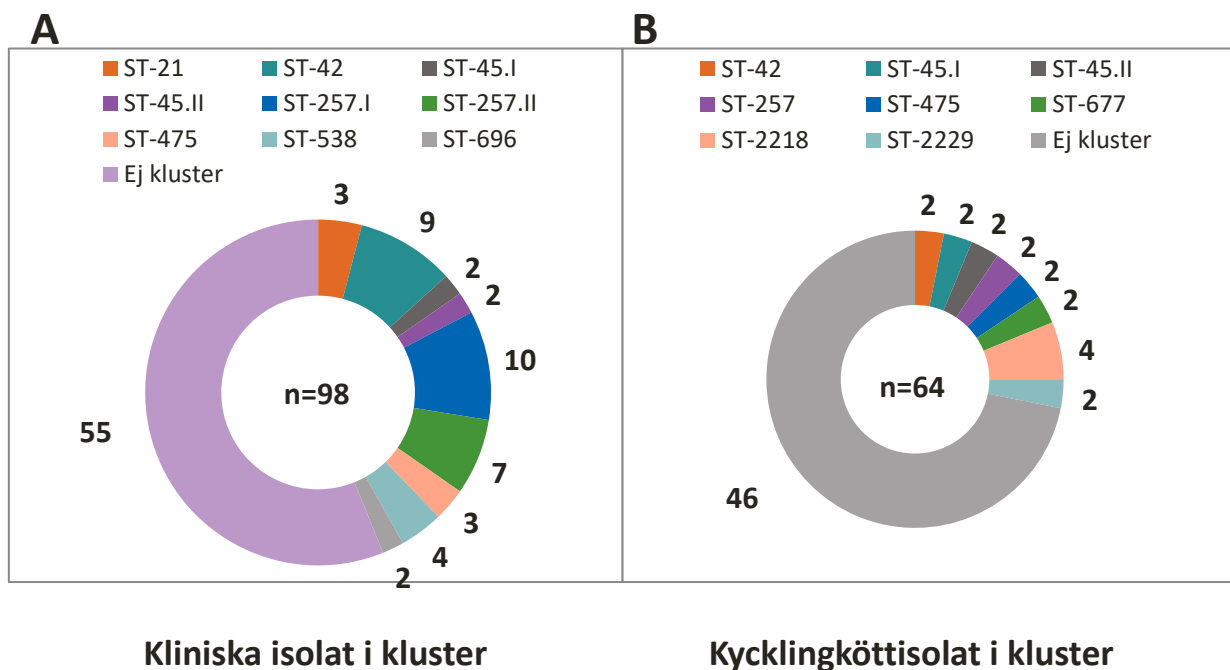 A
ST-21 ST-42 ST-45.I
ST-45.II ST-257.I ST-257.II
ST-475 ST-538 ST-696
Ej kluster
3
9
2
2
10
7
3
4
2
55
n=98
Kliniska isolat i kluster
B
ST-42 ST-45.I ST-45.II
ST-257 ST-475 ST-677
ST-2218 ST-2229 Ej kluster
2
2
2
2
2
2
4
2
46
n=64
Kycklingköttisolat i kluster